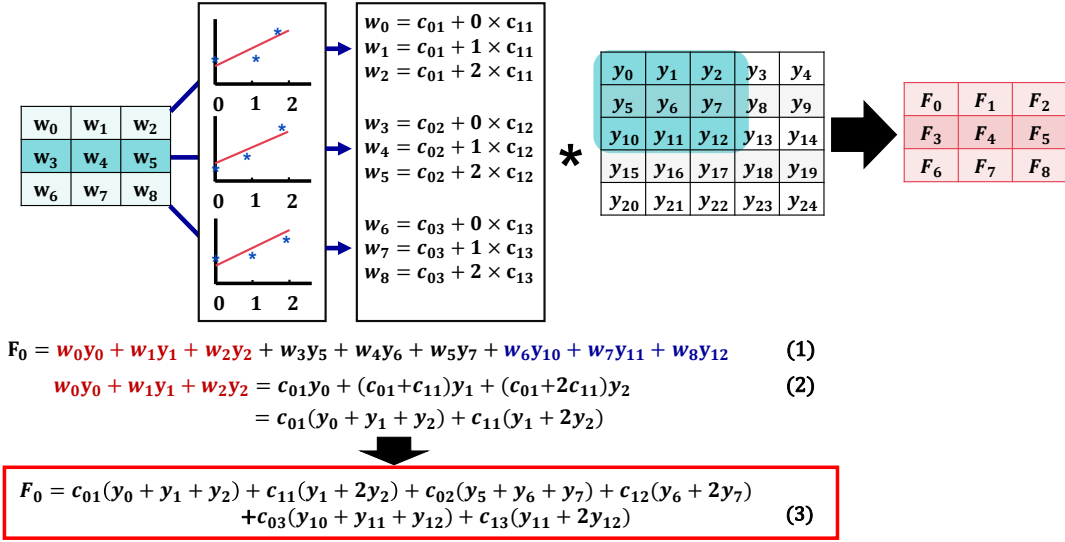 w₀ w₁ w₂
w₃ w₄ w₅
w₆ w₇ w₈
0 1 2
0 1 2
0 1 2
w₀ = c₀₁ + 0 × c₁₁
w₁ = c₀₁ + 1 × c₁₁
w₂ = c₀₁ + 2 × c₁₁
w₃ = c₀₂ + 0 × c₁₂
w₄ = c₀₂ + 1 × c₁₂
w₅ = c₀₂ + 2 × c₁₂
w₆ = c₀₃ + 0 × c₁₃
w₇ = c₀₃ + 1 × c₁₃
w₈ = c₀₃ + 2 × c₁₃
*
y₀ y₁ y₂ y₃ y₄
y₅ y₆ y₇ y₈ y₉
y₁₀ y₁₁ y₁₂ y₁₃ y₁₄
y₁₅ y₁₆ y₁₇ y₁₈ y₁₉
y₂₀ y₂₁ y₂₂ y₂₃ y₂₄
F₀ F₁ F₂
F₃ F₄ F₅
F₆ F₇ F₈
F₀ = w₀y₀ + w₁y₁ + w₂y₂ + w₃y₅ + w₄y₆ + w₅y₇ + w₆y₁₀ + w₇y₁₁ + w₈y₁₂ (1)
w₀y₀ + w₁y₁ + w₂y₂ = c₀₁y₀ + (c₀₁+c₁₁)y₁ + (c₀₁+2c₁₁)y₂ (2)
= c₀₁(y₀ + y₁ + y₂) + c₁₁(y₁ + 2y₂)
F₀ = c₀₁(y₀ + y₁ + y₂) + c₁₁(y₁ + 2y₂) + c₀₂(y₅ + y₆ + y₇) + c₁₂(y₆ + 2y₇)
+c₀₃(y₁₀ + y₁₁ + y₁₂) + c₁₃(y₁₁ + 2y₁₂) (3)